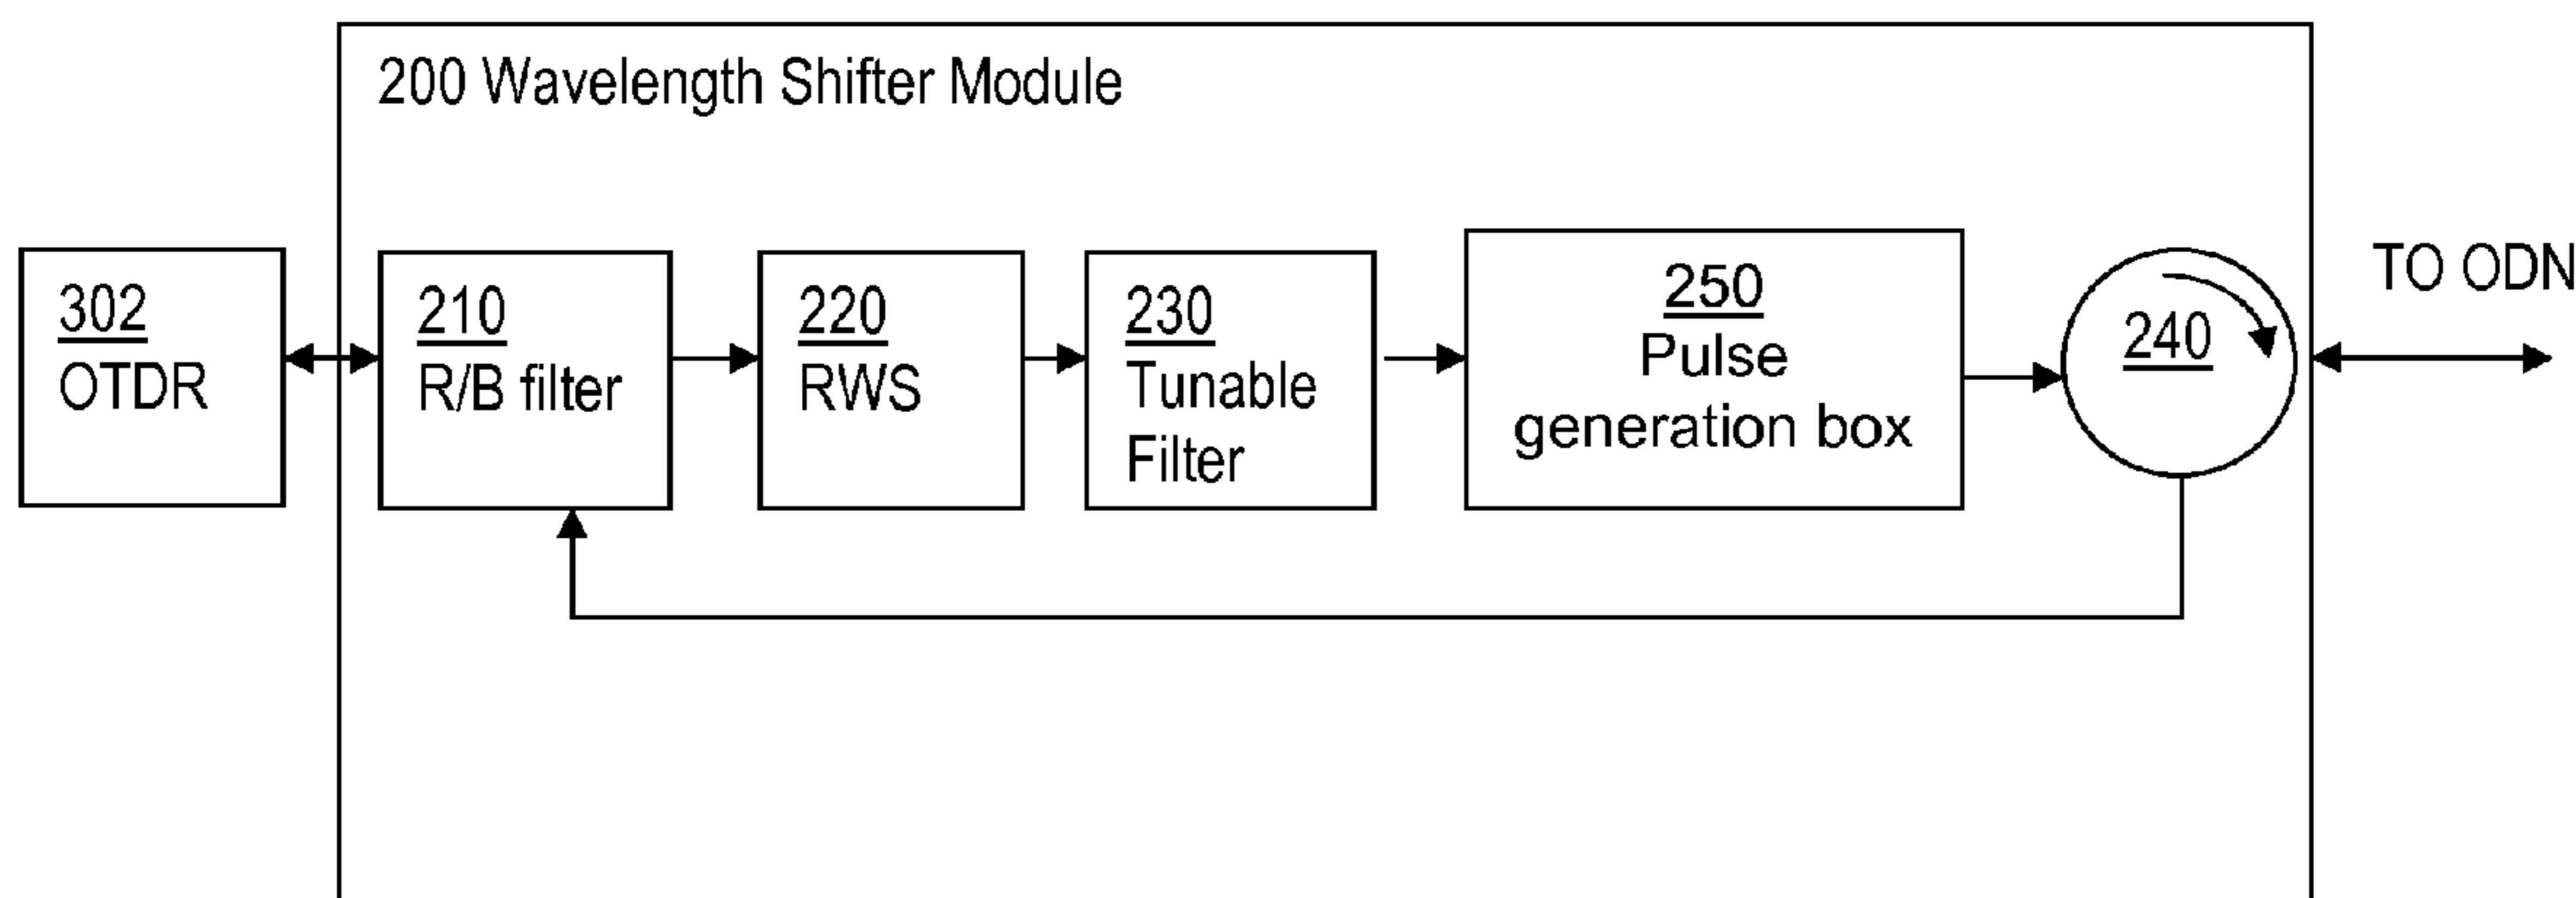 200 Wavelength Shifter Module
302
OTDR
210
R/B filter
220
RWS
230
Tunable
Filter
250
Pulse
generation box
240
TO ODN